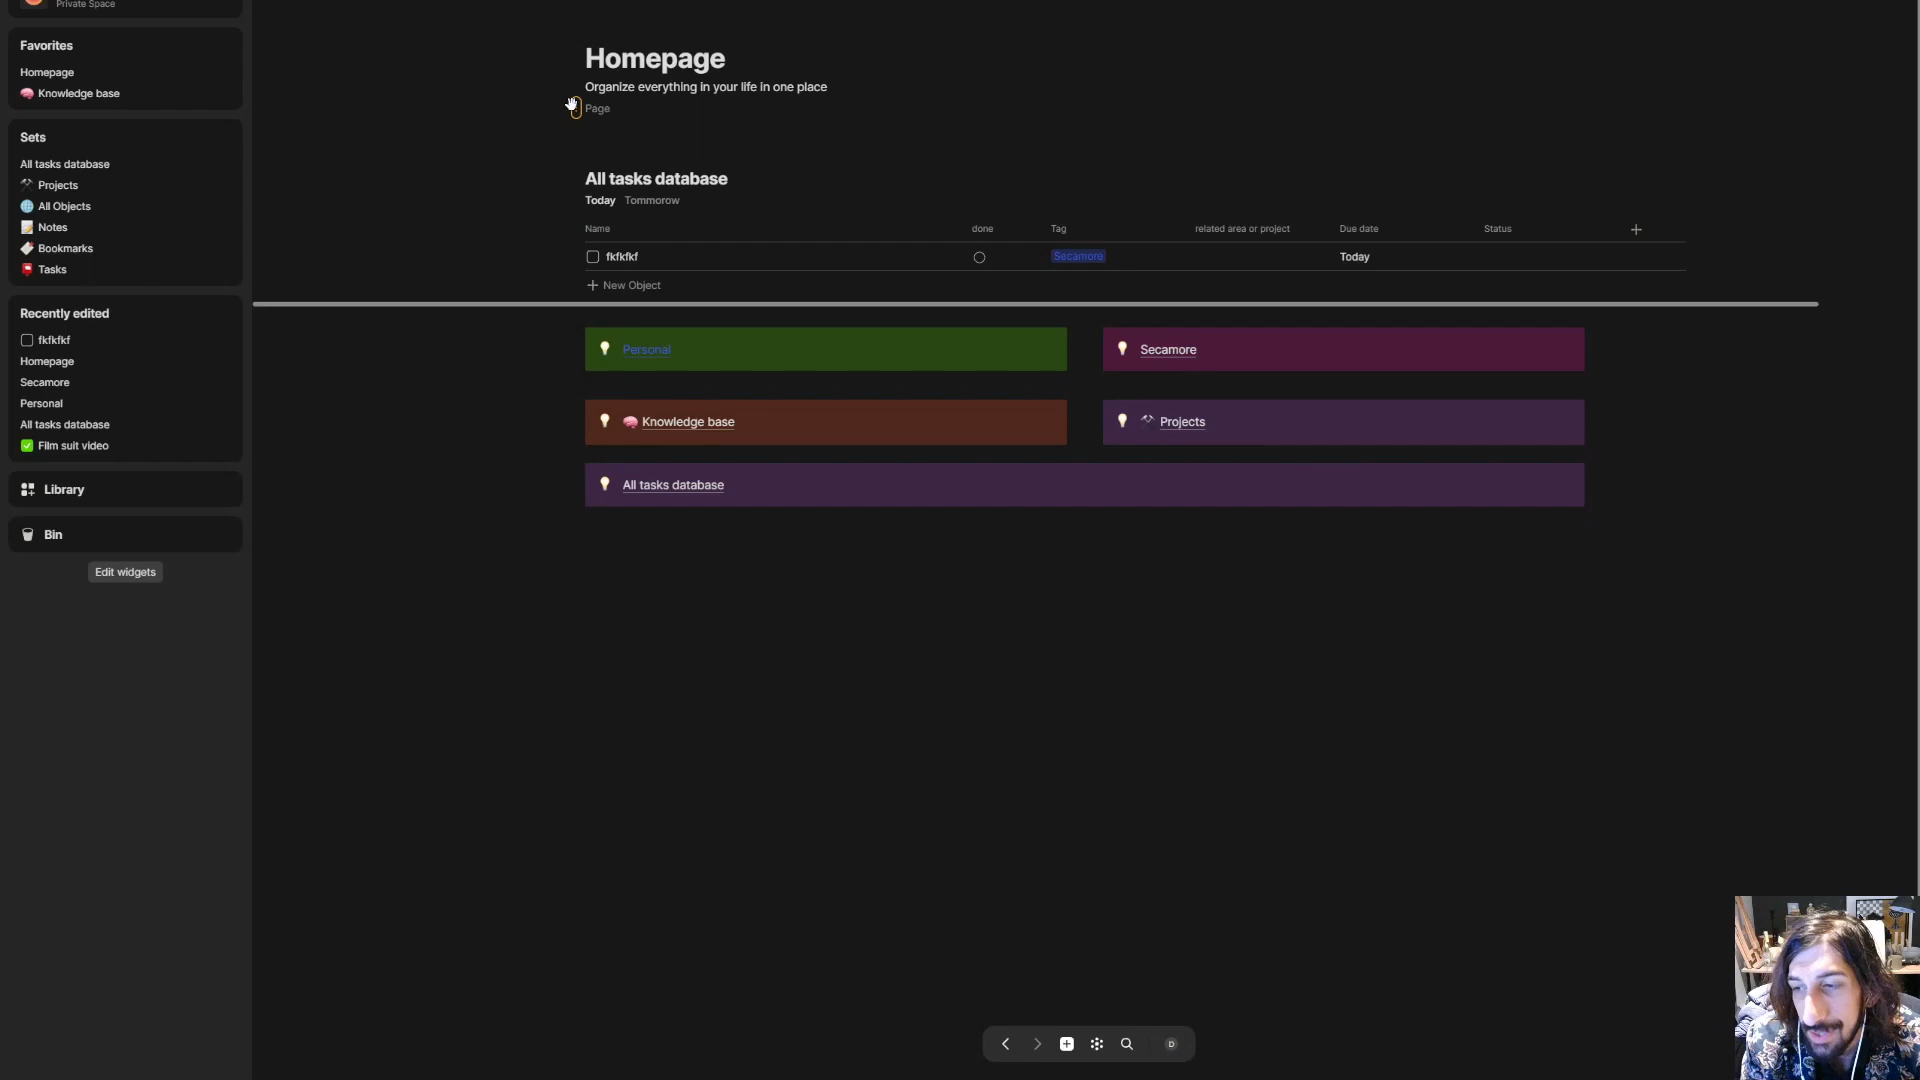 Private Space
Favorites
Homepage
Knowledge base
Sets
All tasks database
Projects
All Objects
Notes
Bookmarks
Tasks
Recently edited
fkfkfkf
Homepage
Secamore
Personal
All tasks database
Film suit video
Library
Bin
Edit widgets
Homepage
Organize everything in your life in one place
Page
All tasks database
Today Tommorow
Name done Tag related area or project Due date Status
fkfkfkf Secamore Today
New Object
Personal Secamore
Knowledge base Projects
All tasks database
D